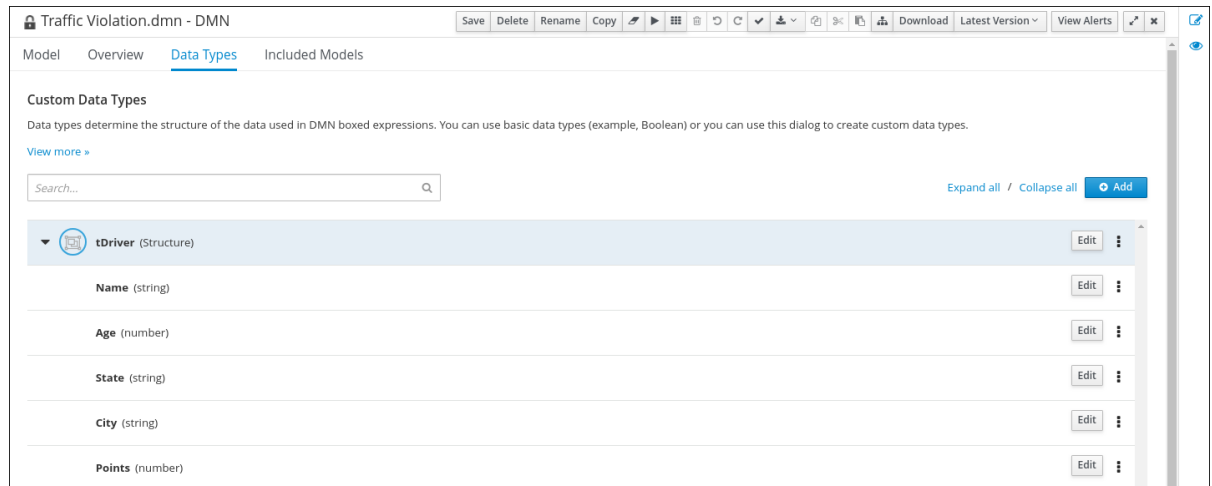 Traffic Violation.dmn - DMN
Save Delete Rename Copy Download Latest Version View Alerts
Model Overview Data Types Included Models
Custom Data Types
Data types determine the structure of the data used in DMN boxed expressions. You can use basic data types (example, Boolean) or you can use this dialog to create custom data types.
View more »
Search... Expand all / Collapse all Add
tDriver (Structure) Edit
Name (string) Edit
Age (number) Edit
State (string) Edit
City (string) Edit
Points (number) Edit